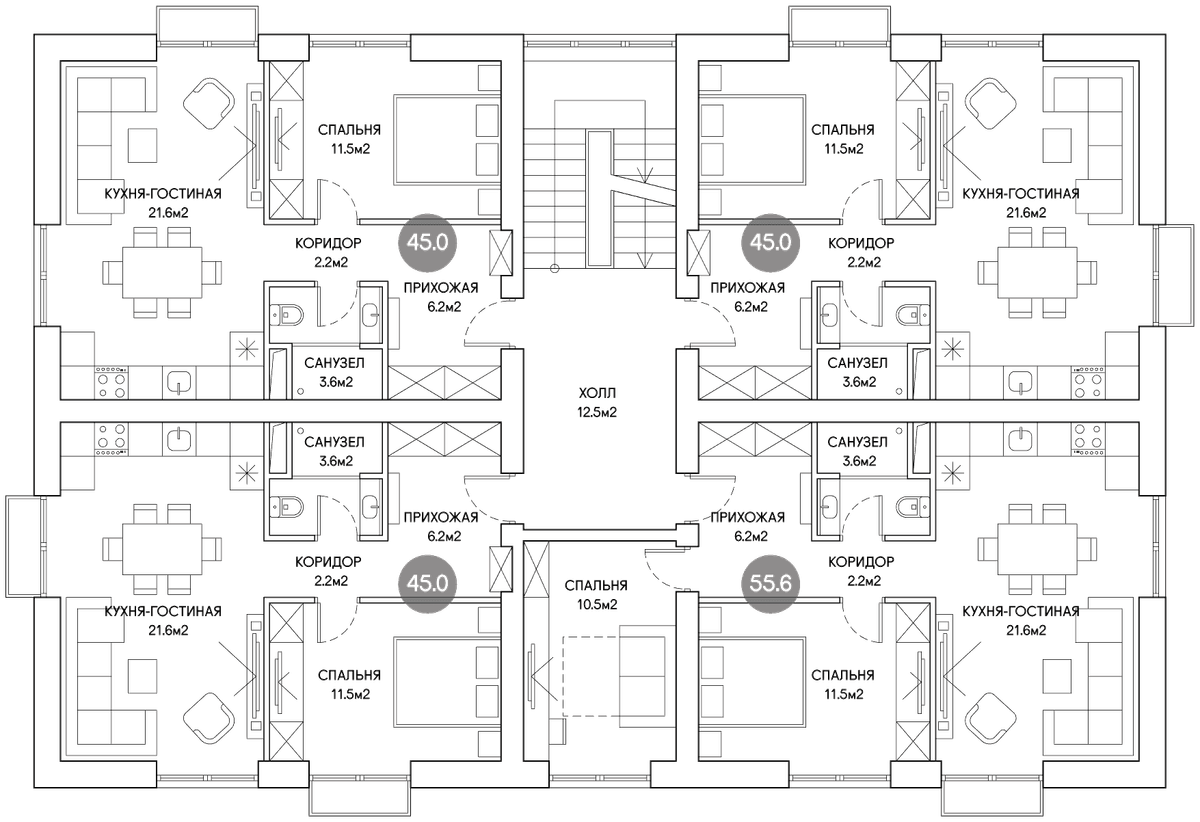 СПАЛЬНЯ
11.5м2
СПАЛЬНЯ
11.5м2
КУХНЯ-ГОСТИНАЯ
21.6м2
КУХНЯ-ГОСТИНАЯ
21.6м2
КОРИДОР
2.2м2
45.0
45.0
КОРИДОР
2.2м2
ПРИХОЖАЯ
6.2м2
ПРИХОЖАЯ
6.2м2
САНУЗЕЛ
3.6м2
САНУЗЕЛ
3.6м2
ХОЛЛ
12.5м2
САНУЗЕЛ
3.6м2
САНУЗЕЛ
3.6м2
ПРИХОЖАЯ
6.2м2
ПРИХОЖАЯ
6.2м2
КОРИДОР
2.2м2
45.0
СПАЛЬНЯ
10.5м2
55.6
КОРИДОР
2.2м2
КУХНЯ-ГОСТИНАЯ
21.6м2
КУХНЯ-ГОСТИНАЯ
21.6м2
СПАЛЬНЯ
11.5м2
СПАЛЬНЯ
11.5м2